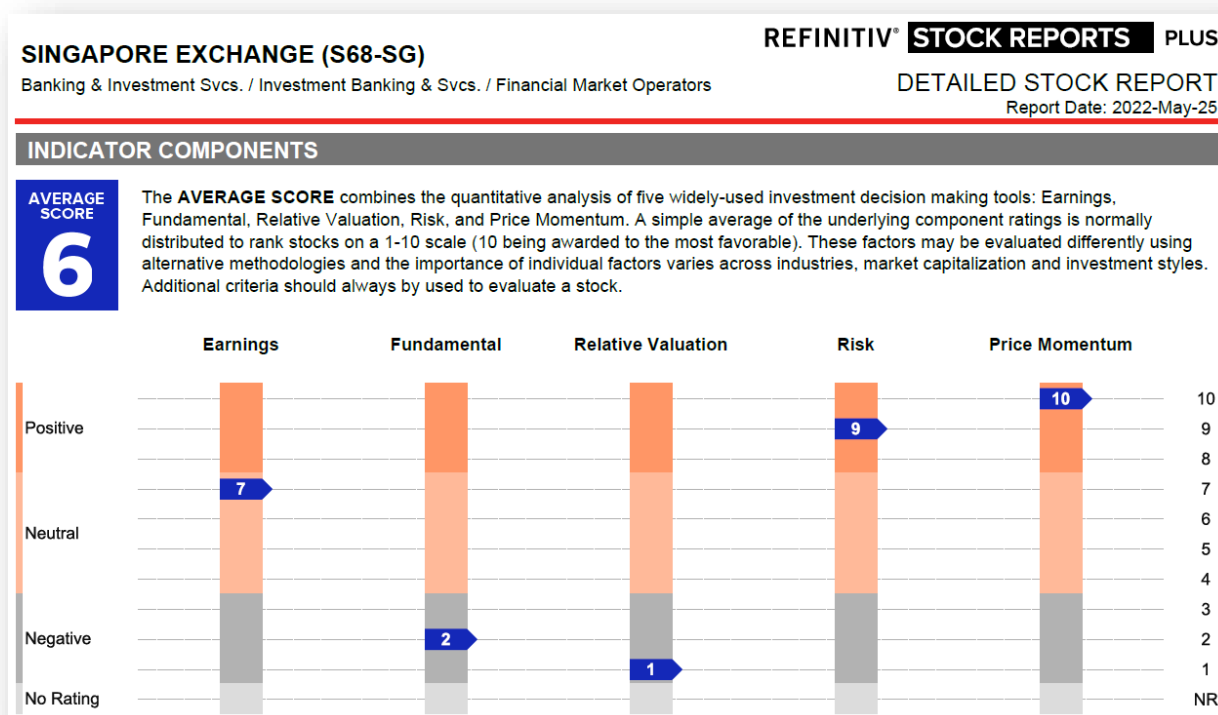 SINGAPORE EXCHANGE (S68-SG)
REFINITIV® STOCK REPORTS PLUS
Banking & Investment Svcs. / Investment Banking & Svcs. / Financial Market Operators
DETAILED STOCK REPORT
Report Date: 2022-May-25
INDICATOR COMPONENTS
AVERAGE
SCORE
6
The AVERAGE SCORE combines the quantitative analysis of five widely-used investment decision making tools: Earnings,
Fundamental, Relative Valuation, Risk, and Price Momentum. A simple average of the underlying component ratings is normally
distributed to rank stocks on a 1-10 scale (10 being awarded to the most favorable). These factors may be evaluated differently using
alternative methodologies and the importance of individual factors varies across industries, market capitalization and investment styles.
Additional criteria should always by used to evaluate a stock.
Earnings Fundamental Relative Valuation Risk Price Momentum
10 10
Positive 9 9
8
7 7
Neutral 6
5
4
3
Negative 2 2
1 1
No Rating NR